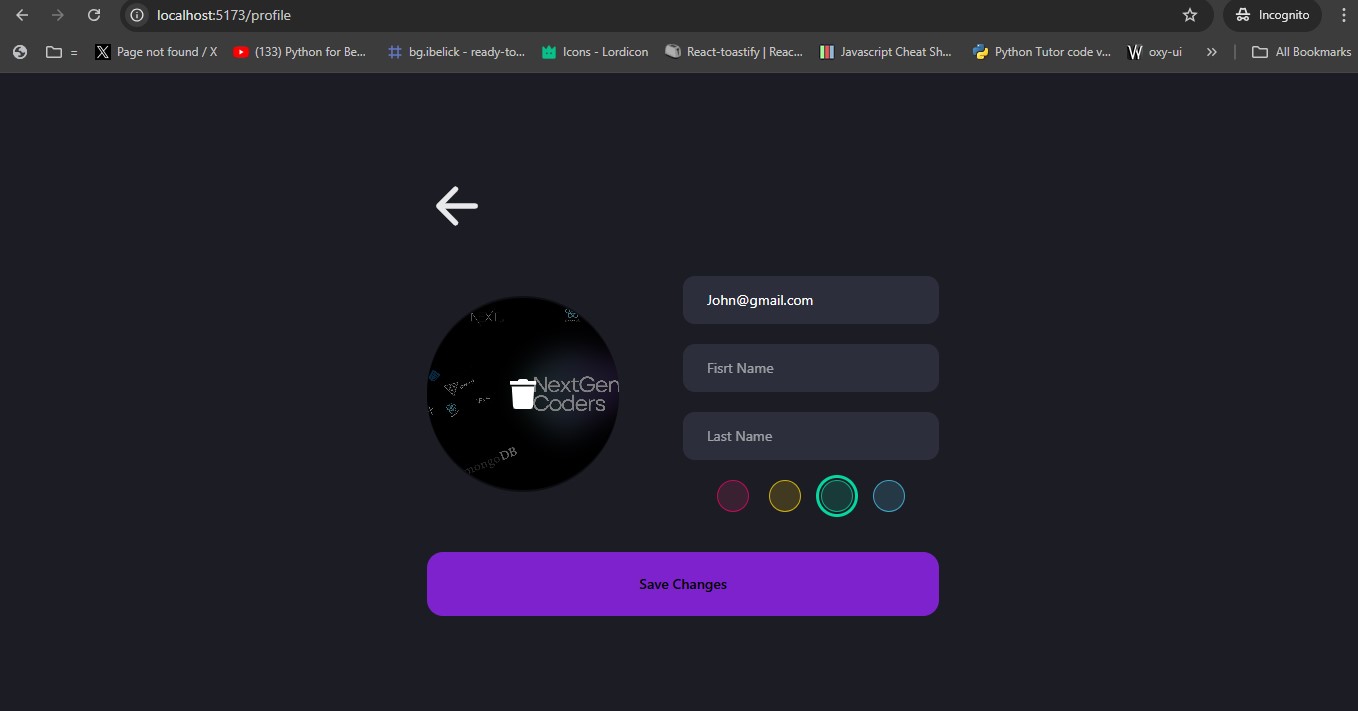 localhost:5173/profile
Incognito
=
Page not found / X
(133) Python for Be...
bg.ibelick - ready-to...
Icons - Lordicon
React-toastify | Reac...
Javascript Cheat Sh...
Python Tutor code v...
oxy-ui
»
All Bookmarks
John@gmail.com
Fisrt Name
NextGen
Coders
mongoDB
Last Name
Save Changes